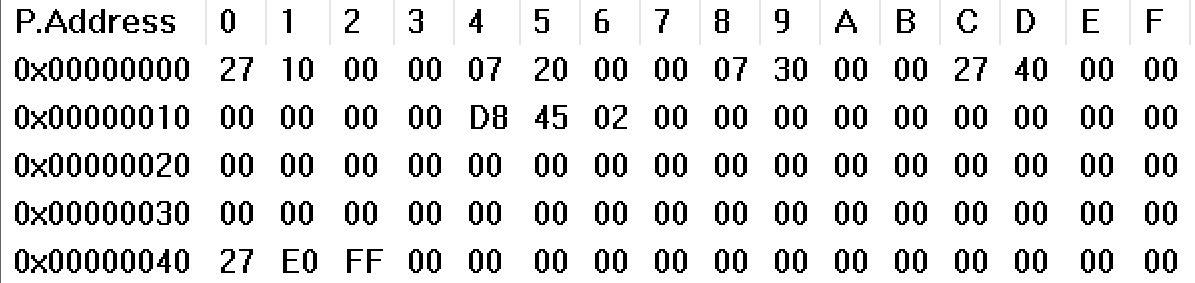 P.Address 0 1 2 3 4 5 6 7 8 9 A B C D E F
0x00000000 27 10 00 00 07 20 00 00 07 30 00 00 27 40 00 00
0x00000010 00 00 00 00 D8 45 02 00 00 00 00 00 00 00 00 00
0x00000020 00 00 00 00 00 00 00 00 00 00 00 00 00 00 00 00
0x00000030 00 00 00 00 00 00 00 00 00 00 00 00 00 00 00 00
0x00000040 27 E0 FF 00 00 00 00 00 00 00 00 00 00 00 00 00